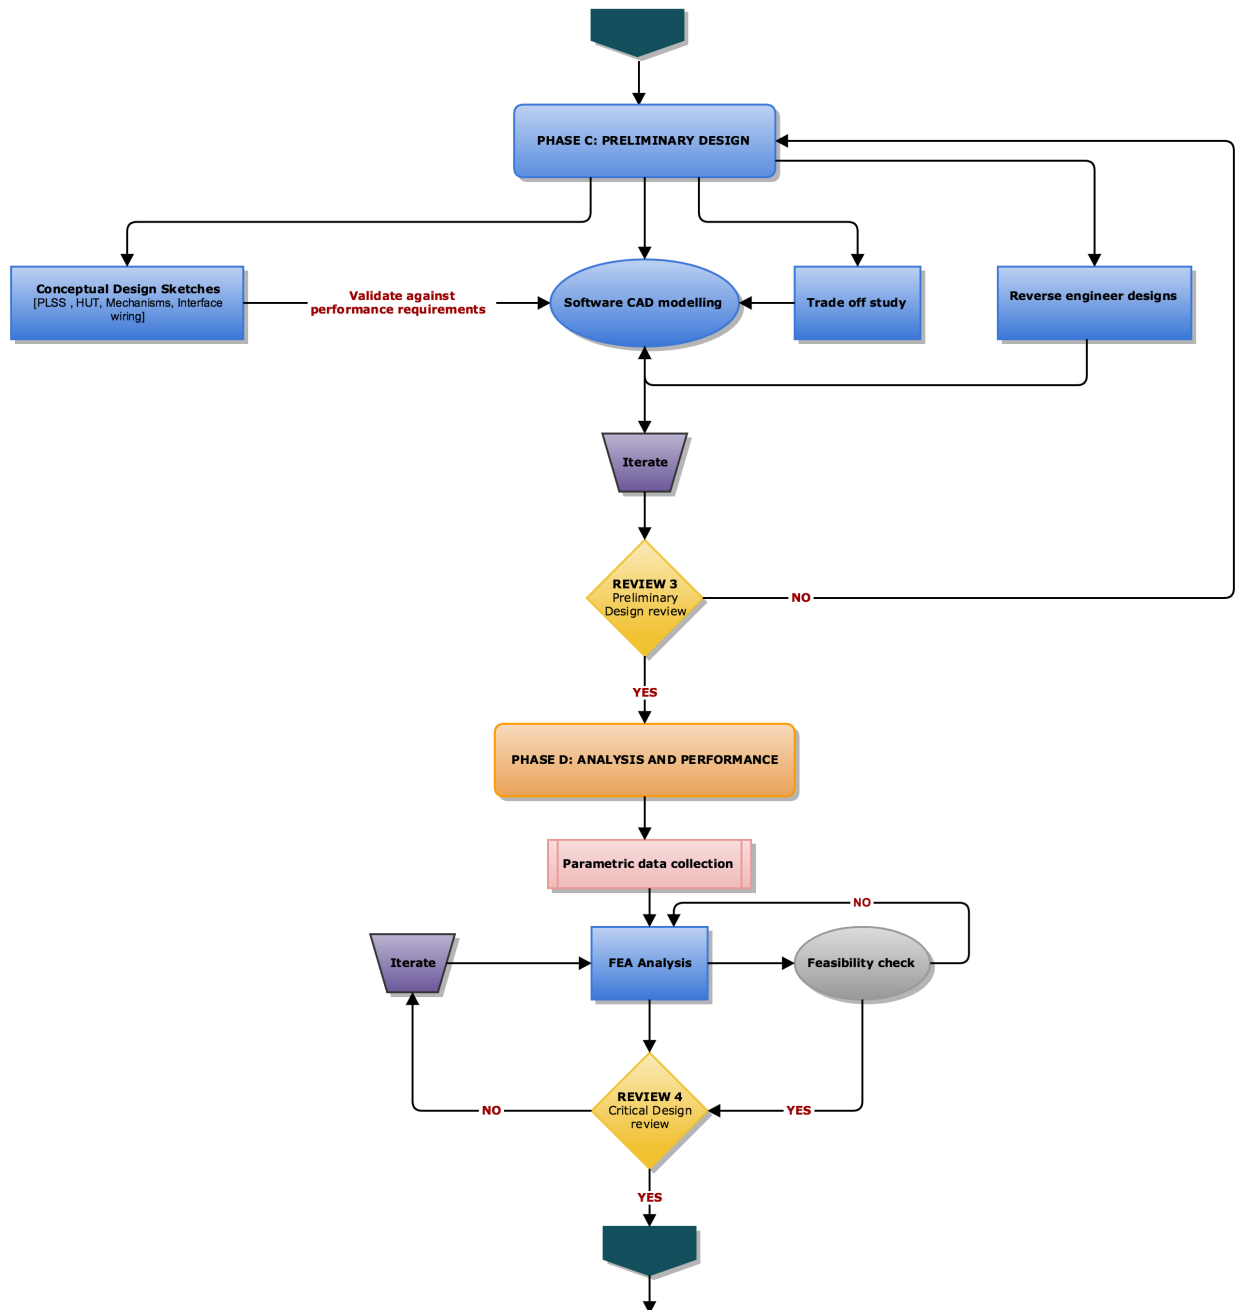 PHASE C: PRELIMINARY DESIGN
Conceptual Design Sketches
[PLSS , HUT, Mechanisms, Interface
wiring]
Validate against
performance requirements
Software CAD modelling
Trade off study
Reverse engineer designs
Iterate
REVIEW 3
Preliminary
Design review
NO
YES
PHASE D: ANALYSIS AND PERFORMANCE
Parametric data collection
NO
Iterate
FEA Analysis
Feasibility check
REVIEW 4
Critical Design
review
NO
YES
YES